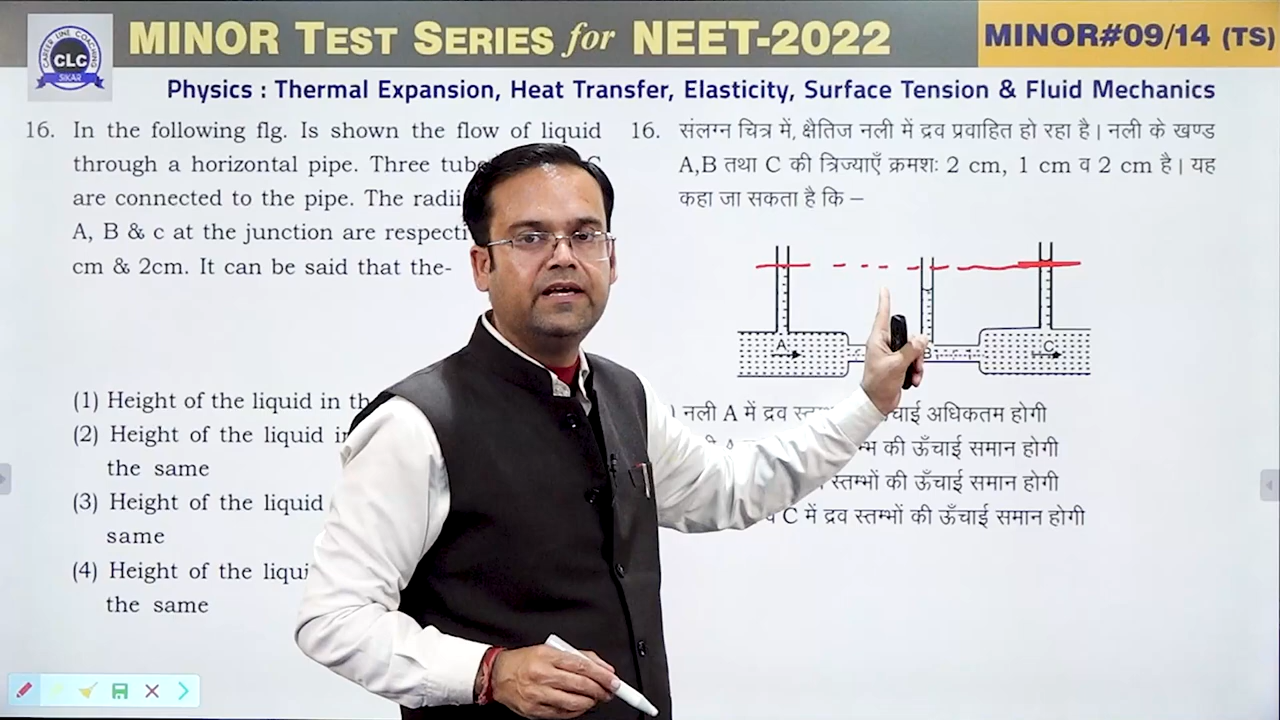 CAREER LINE COACHING
CLC
SIKAR
MINOR TEST SERIES for NEET-2022
MINOR#09/14 (TS)
Physics : Thermal Expansion, Heat Transfer, Elasticity, Surface Tension & Fluid Mechanics
16. In the following flg. Is shown the flow of liquid
through a horizontal pipe. Three C
are connected to the pipe. The
A, B & c at the junction are
cm & 2cm. It can be said that the-
(1) Height of the liquid in
(2) Height of the liquid
the same
(3) Height of the liquid
same
(4) Height of the
the same
16. संलग्न चित्र में, क्षैतिज नली में द्रव प्रवाहित हो रहा है। नली के खण्ड
A,B तथा C की त्रिज्याएँ क्रमशः 2 cm, 1 cm व 2 cm है। यह
कहा जा सकता है कि –
A
B
C
नली A में द्रव अधिकतम होगी
की ऊँचाई समान होगी
स्तम्भों की ऊँचाई समान होगी
व C में द्रव स्तम्भों की ऊँचाई समान होगी